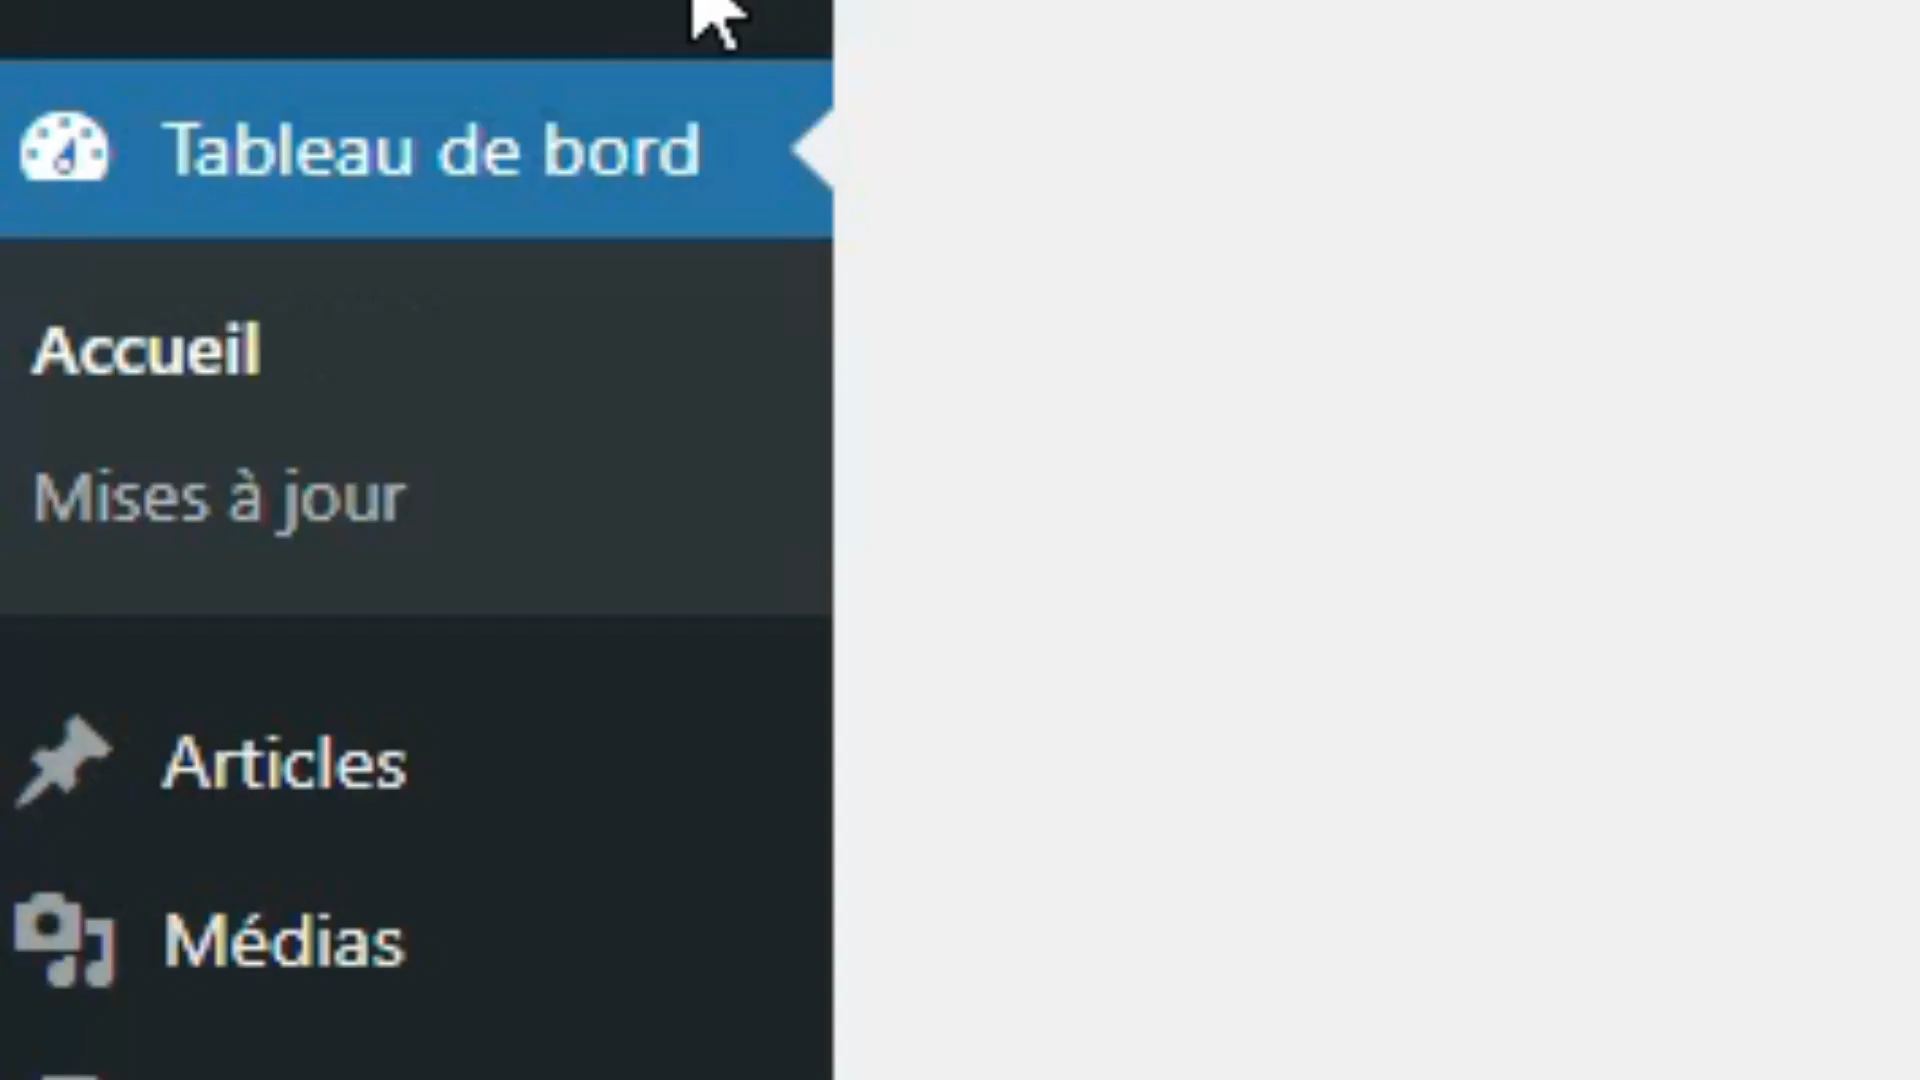 Tableau de bord
Accueil
Mises à jour
Articles
Médias